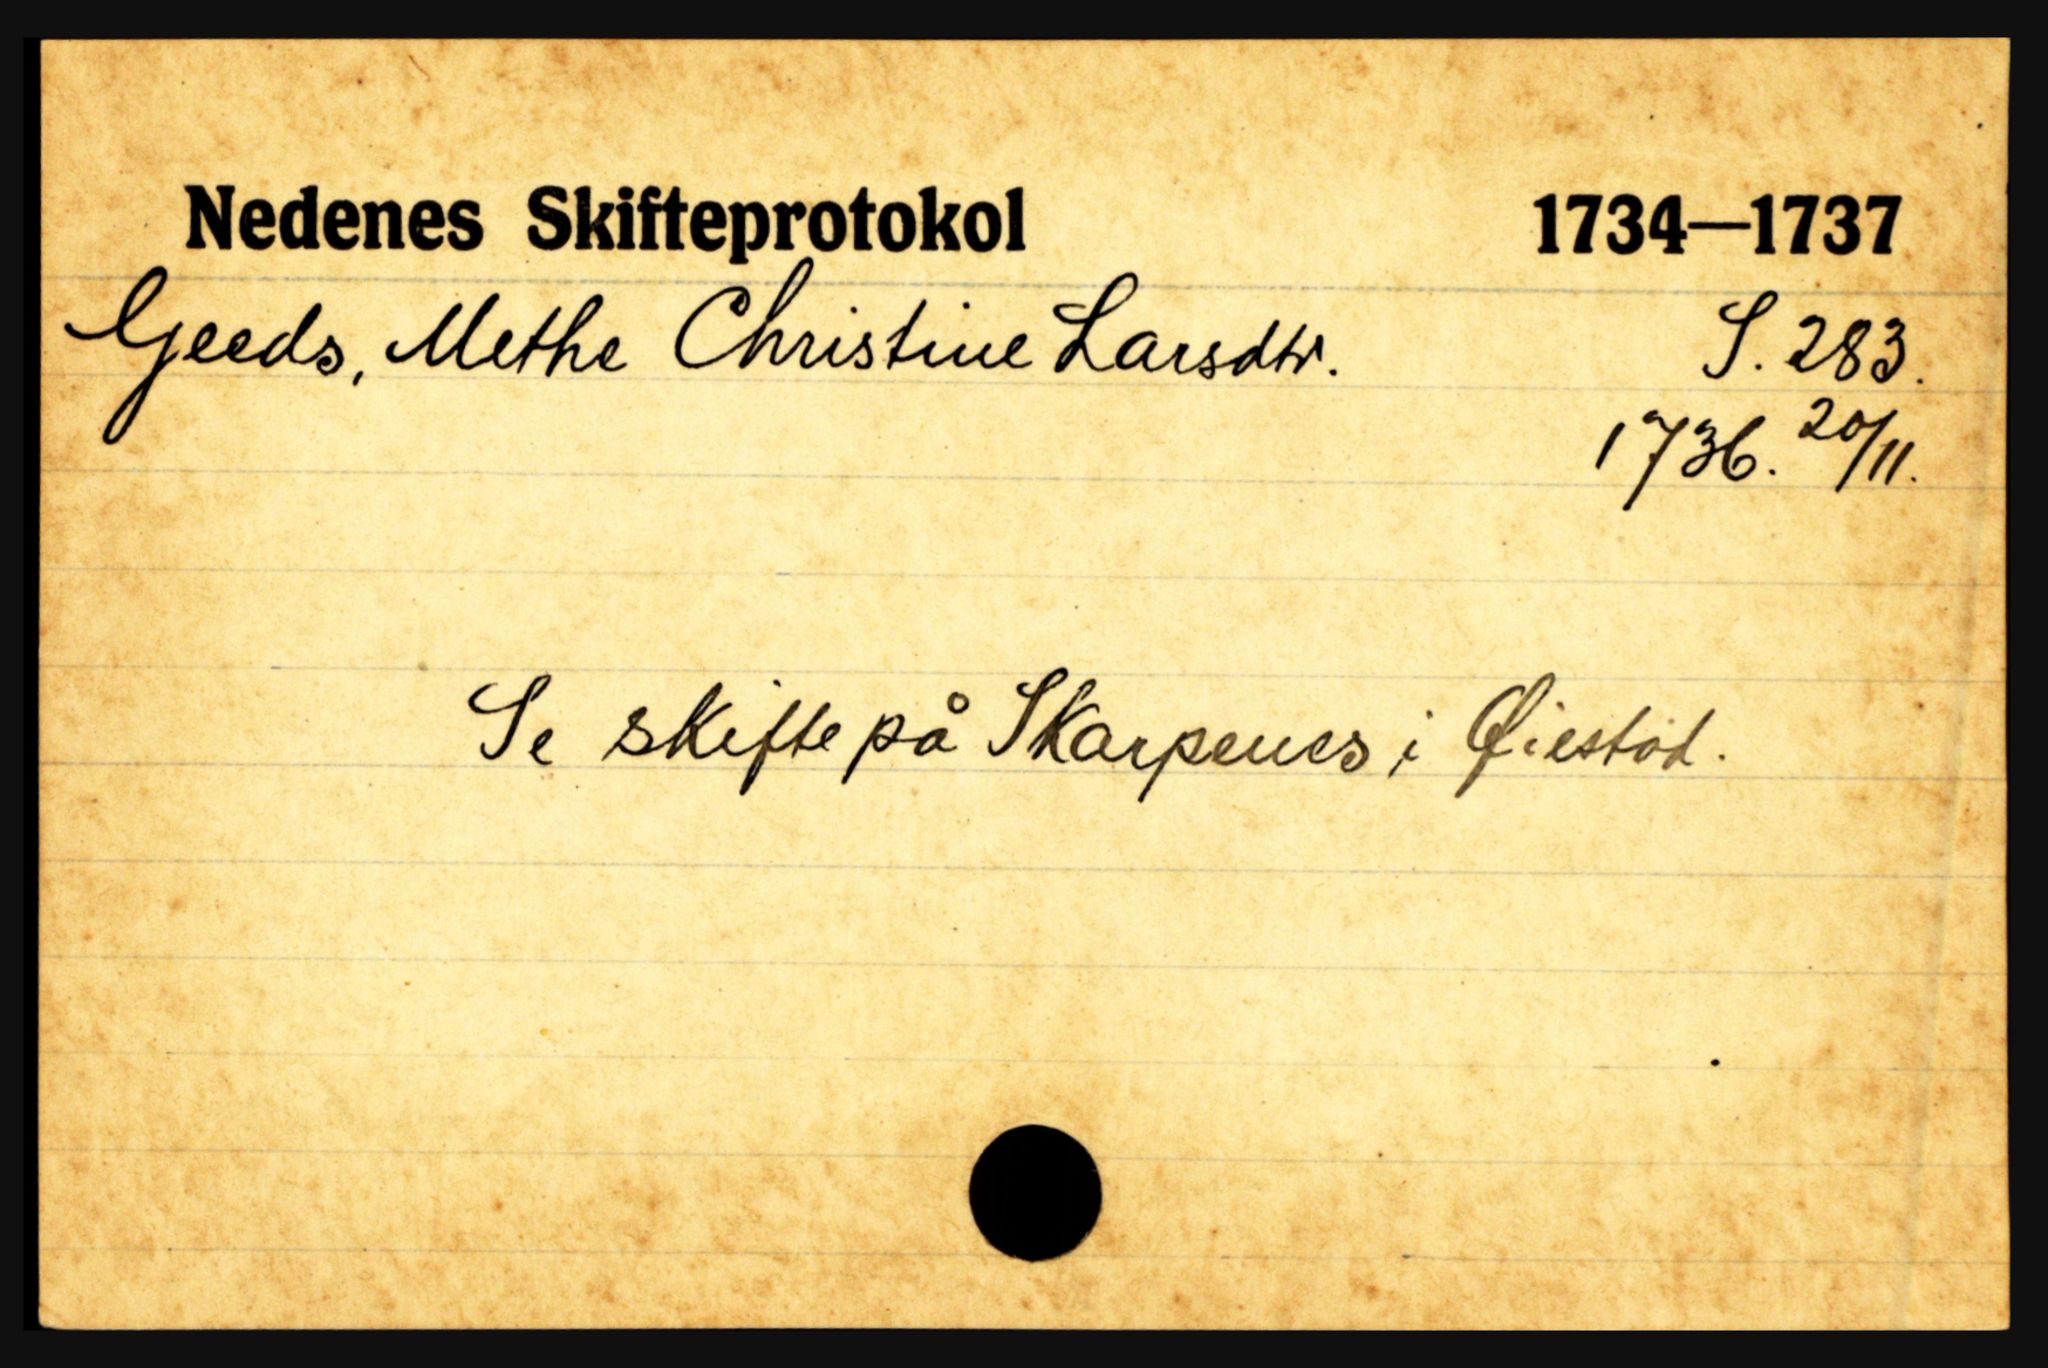 Nedenes Skifteprotokol 1734—1737
Geeds, Methe Christine Larsdtr. S. 283.
1736. 20/11.
Se skifte på Skarpenes i Øiestad.